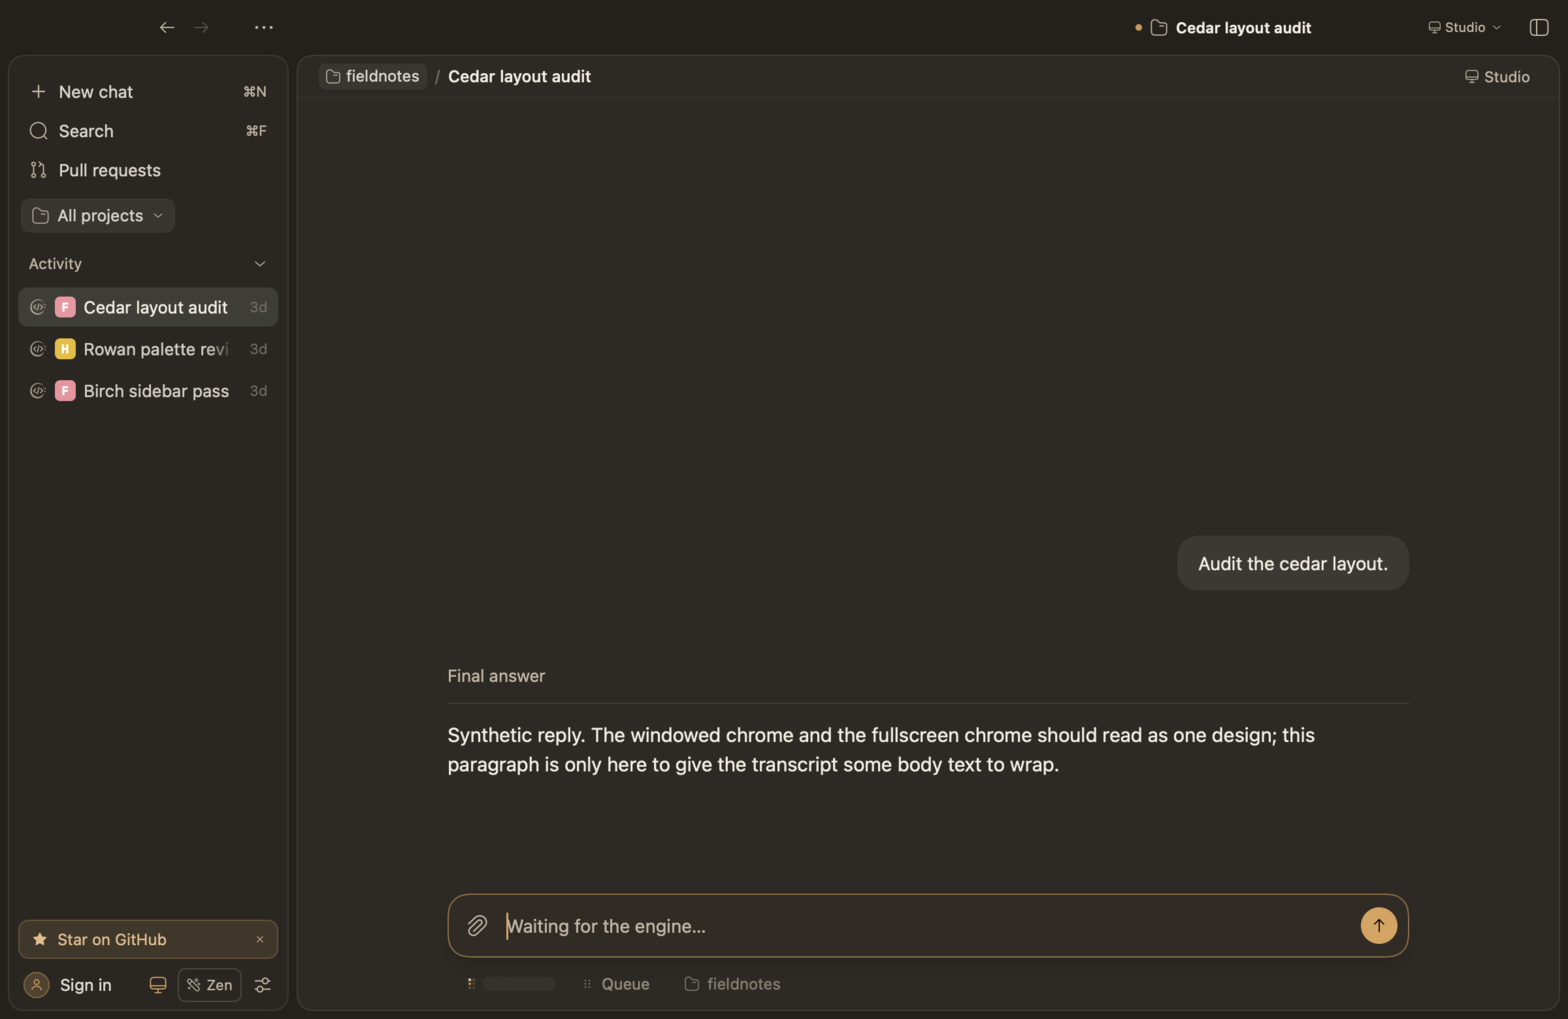 Cedar layout audit
Studio
New chat ⌘N
Search ⌘F
Pull requests
All projects
Activity
F Cedar layout audit 3d
H Rowan palette revi 3d
F Birch sidebar pass 3d
Star on GitHub ×
Sign in
Zen
fieldnotes / Cedar layout audit
Studio
Audit the cedar layout.
Final answer
Synthetic reply. The windowed chrome and the fullscreen chrome should read as one design; this
paragraph is only here to give the transcript some body text to wrap.
Waiting for the engine...
Queue
fieldnotes